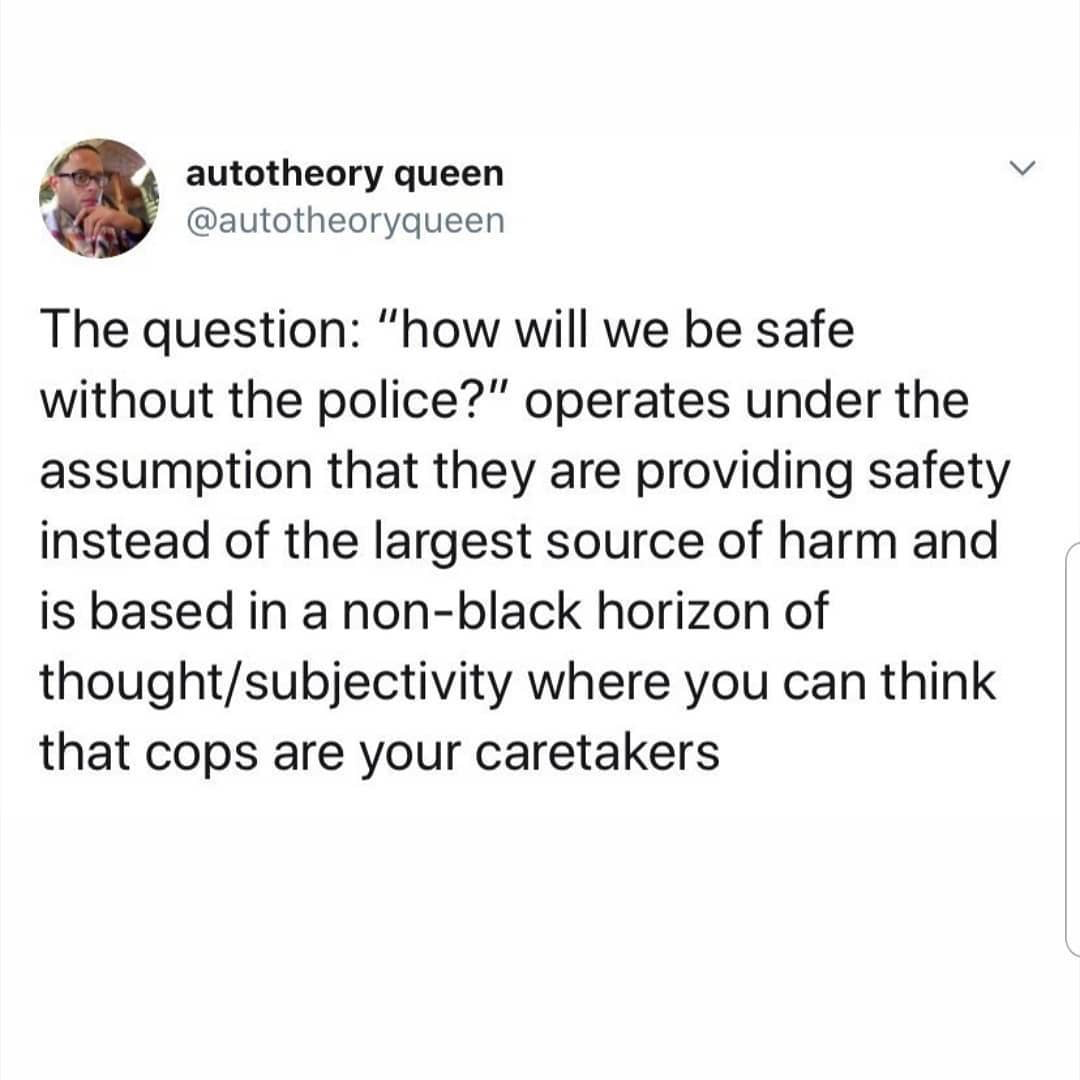 autotheory queen
@autotheoryqueen
The question: "how will we be safe
without the police?" operates under the
assumption that they are providing safety
instead of the largest source of harm and
is based in a non-black horizon of
thought/subjectivity where you can think
that cops are your caretakers